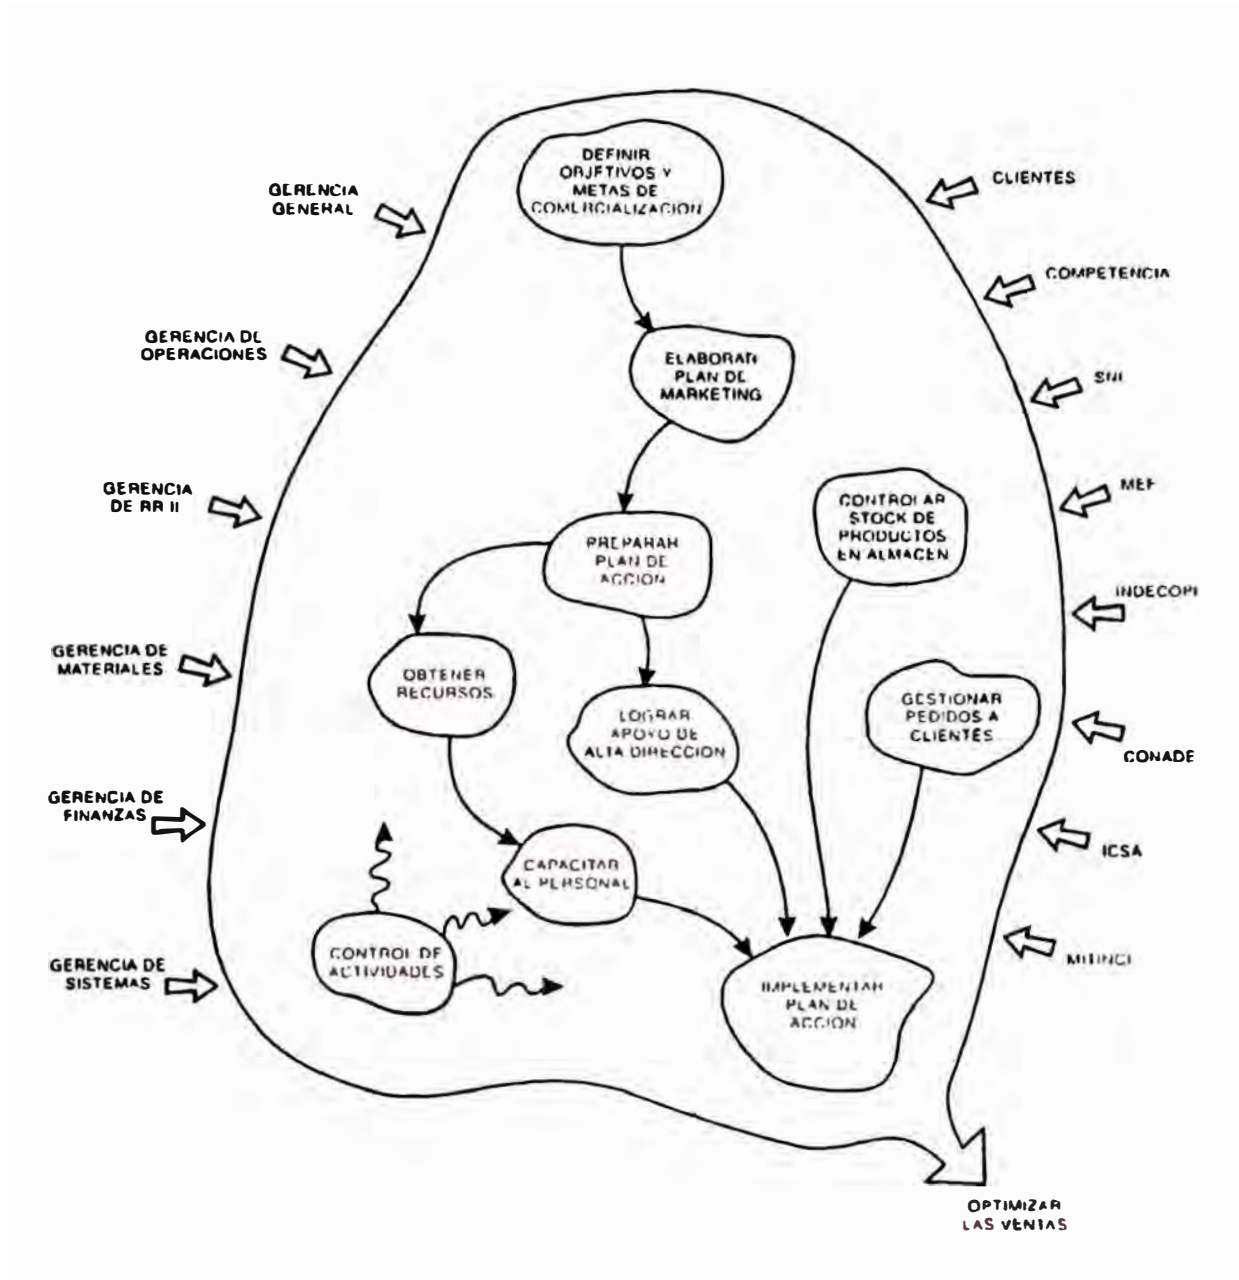 DEFINIR
OBJETIVOS Y
METAS DE
COMERCIALIZACION
GERENCIA
GENERAL
CLIENTES
COMPETENCIA
GERENCIA DE
OPERACIONES
ELABORAR
PLAN DE
MARKETING
SNI
GERENCIA
DE RR II
CONTROLAR
STOCK DE
PRODUCTOS
EN ALMACEN
MEF
PREPARAR
PLAN DE
ACCION
INDECOPI
GERENCIA DE
MATERIALES
OBTENER
RECURSOS
LOGRAR
APOYO DE
ALTA DIRECCION
GESTIONAR
PEDIDOS A
CLIENTES
CONADE
GERENCIA DE
FINANZAS
CAPACITAR
AL PERSONAL
ICSA
CONTROL DE
ACTIVIDADES
GERENCIA DE
SISTEMAS
IMPLEMENTAR
PLAN DE
ACCION
MITINCI
OPTIMIZAR
LAS VENTAS